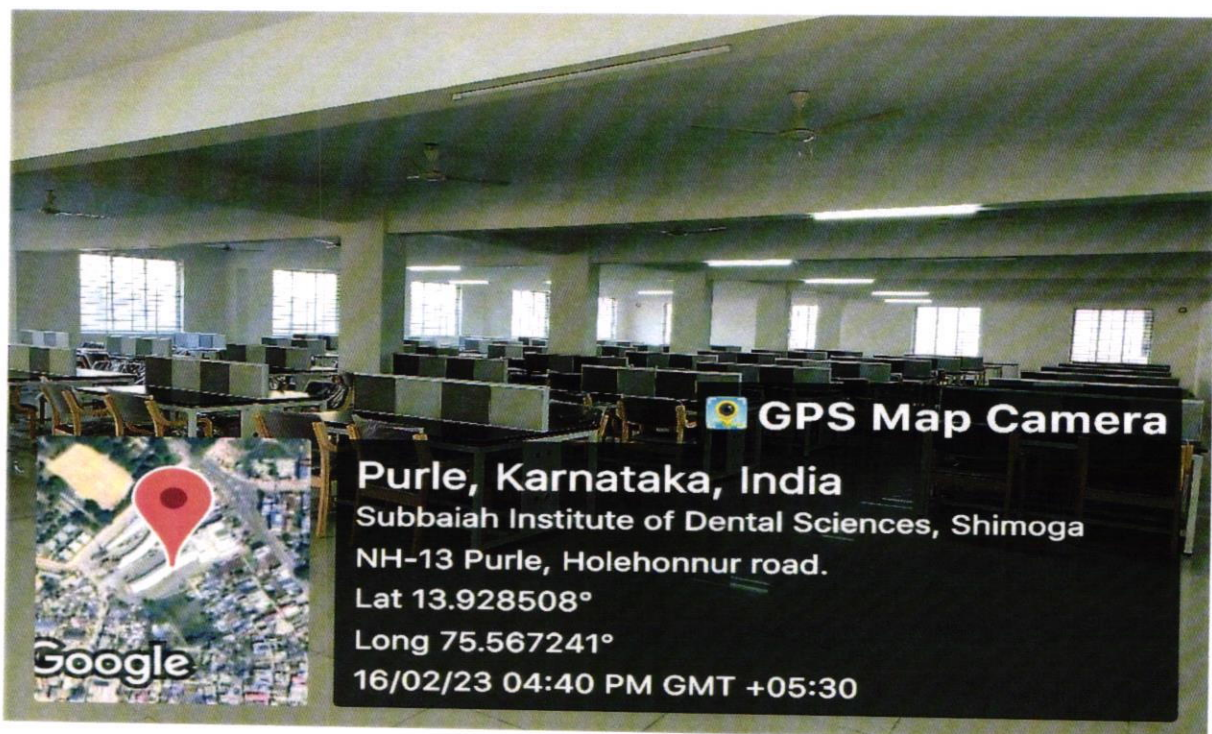 GPS Map Camera
Purle, Karnataka, India
Subbaiah Institute of Dental Sciences, Shimoga
NH-13 Purle, Holehonnur road.
Lat 13.928508°
Long 75.567241°
16/02/23 04:40 PM GMT +05:30
Google